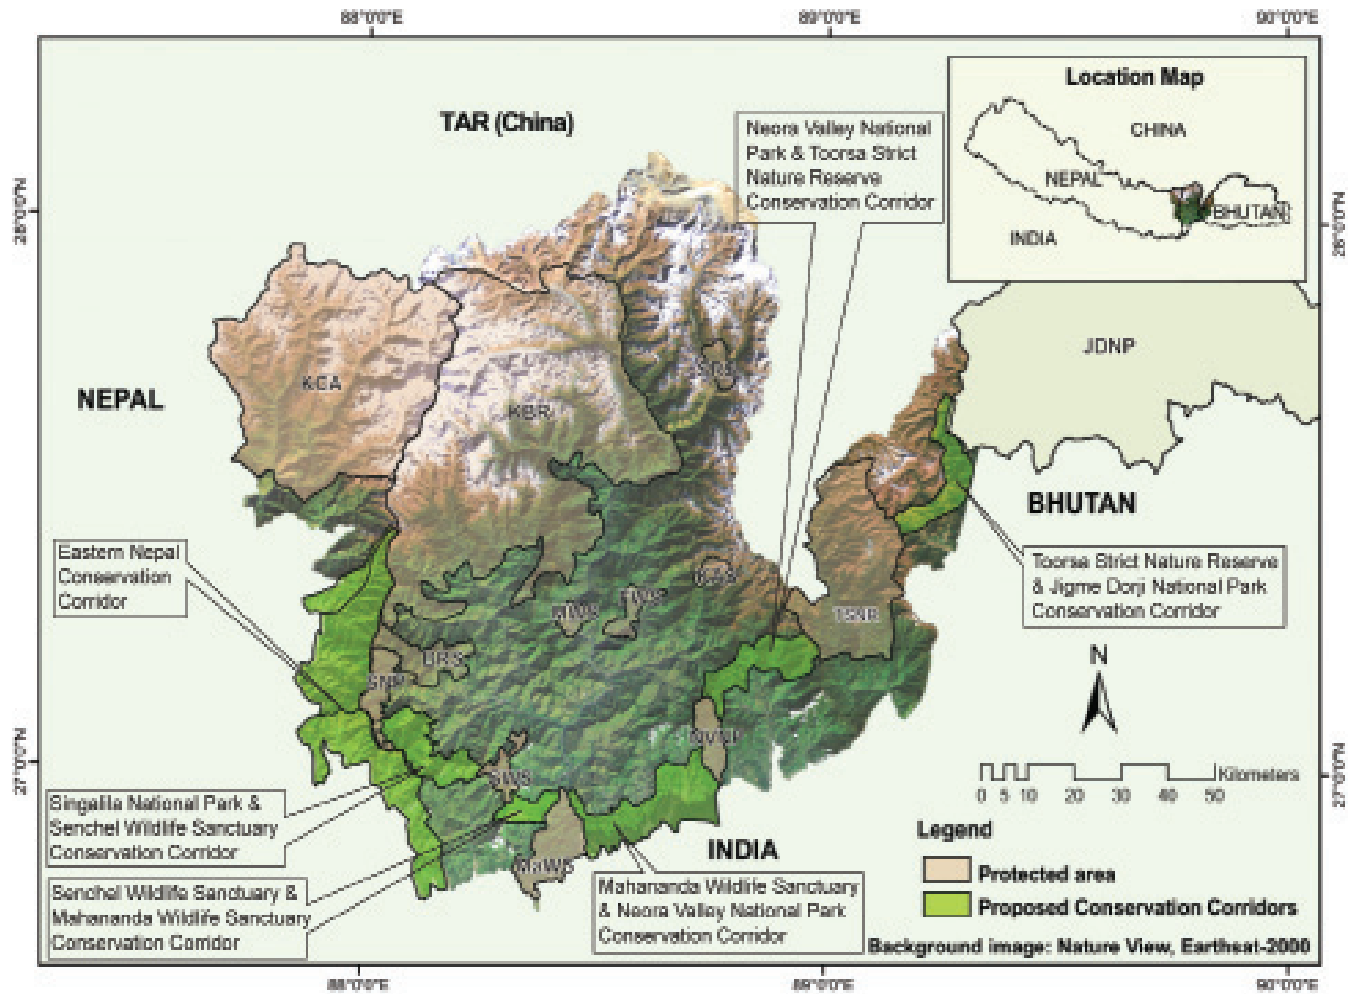 88°0'0"E
89°0'0"E
90°0'0"E
28°0'0"N
28°0'0"N
27°0'0"N
27°0'0"N
88°0'0"E
89°0'0"E
90°0'0"E
TAR (China)
Neora Valley National
Park & Toorsa Strict
Nature Reserve
Conservation Corridor
Location Map
CHINA
NEPAL
BHUTAN
INDIA
JDNP
NEPAL
KCA
KBR
BHUTAN
Eastern Nepal
Conservation
Corridor
Toorsa Strict Nature Reserve
& Jigme Dorji National Park
Conservation Corridor
MWS
TSNR
BRS
SNP
NVNP
SWS
MaWS
N
Kilometers
0 5 10 20 30 40 50
Singalila National Park &
Senchel Wildlife Sanctuary
Conservation Corridor
Senchel Wildlife Sanctuary &
Mahananda Wildlife Sanctuary
Conservation Corridor
INDIA
Mahananda Wildlife Sanctuary
& Neora Valley National Park
Conservation Corridor
Legend
Protected area
Proposed Conservation Corridors
Background image: Nature View, Earthsat-2000